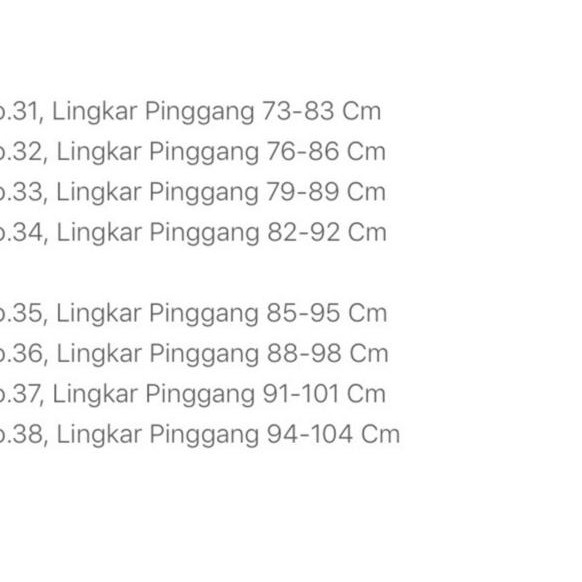 o.31, Lingkar Pinggang 73-83 Cm
o.32, Lingkar Pinggang 76-86 Cm
o.33, Lingkar Pinggang 79-89 Cm
o.34, Lingkar Pinggang 82-92 Cm
o.35, Lingkar Pinggang 85-95 Cm
o.36, Lingkar Pinggang 88-98 Cm
o.37, Lingkar Pinggang 91-101 Cm
o.38, Lingkar Pinggang 94-104 Cm